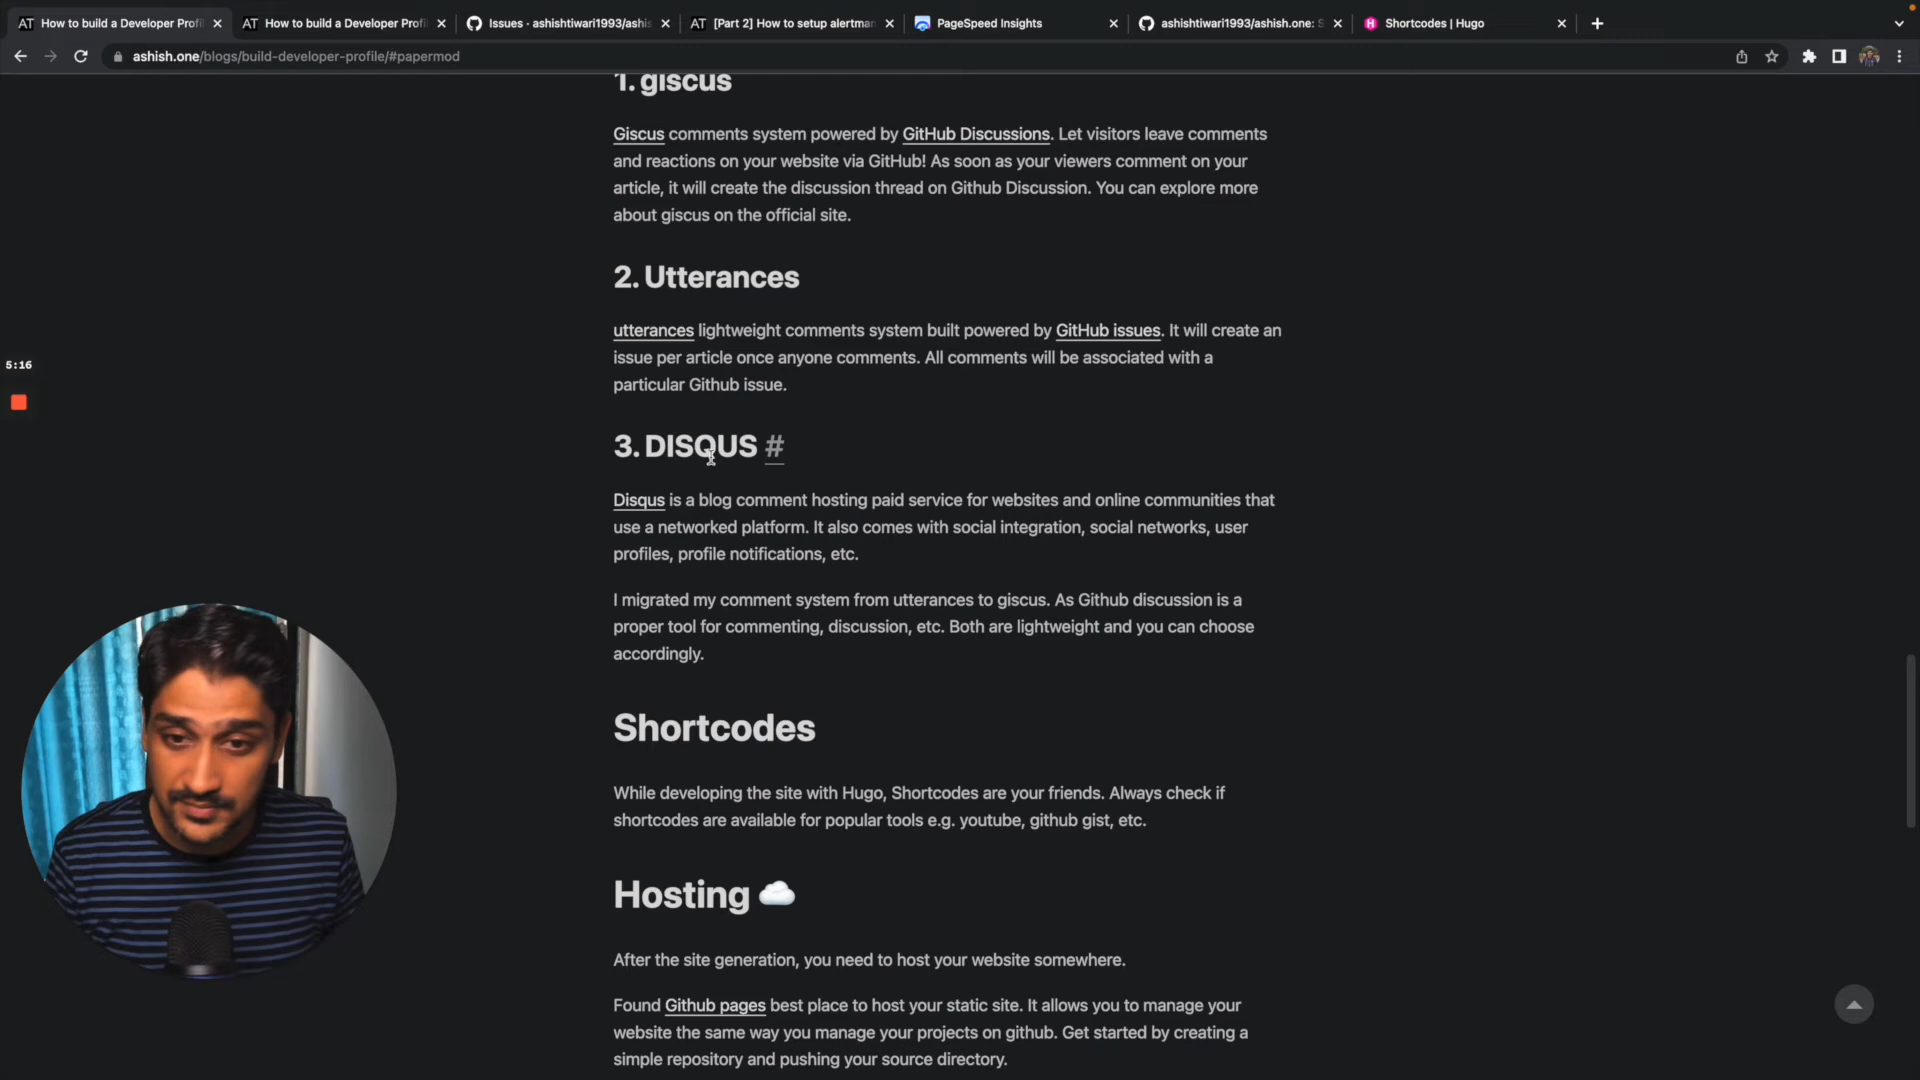 AT How to build a Developer Profi
AT How to build a Developer Profi
Issues · ashishtiwari1993/ashis
AT [Part 2] How to setup alertman
PageSpeed Insights
ashishtiwari1993/ashish.one: S
H Shortcodes | Hugo
ashish.one/blogs/build-developer-profile/#papermod
1. giscus
Giscus comments system powered by GitHub Discussions. Let visitors leave comments
and reactions on your website via GitHub! As soon as your viewers comment on your
article, it will create the discussion thread on Github Discussion. You can explore more
about giscus on the official site.
2. Utterances
utterances lightweight comments system built powered by GitHub issues. It will create an
issue per article once anyone comments. All comments will be associated with a
particular Github issue.
5:16
3. DISQUS #
Disqus is a blog comment hosting paid service for websites and online communities that
use a networked platform. It also comes with social integration, social networks, user
profiles, profile notifications, etc.
I migrated my comment system from utterances to giscus. As Github discussion is a
proper tool for commenting, discussion, etc. Both are lightweight and you can choose
accordingly.
Shortcodes
While developing the site with Hugo, Shortcodes are your friends. Always check if
shortcodes are available for popular tools e.g. youtube, github gist, etc.
Hosting
After the site generation, you need to host your website somewhere.
Found Github pages best place to host your static site. It allows you to manage your
website the same way you manage your projects on github. Get started by creating a
simple repository and pushing your source directory.